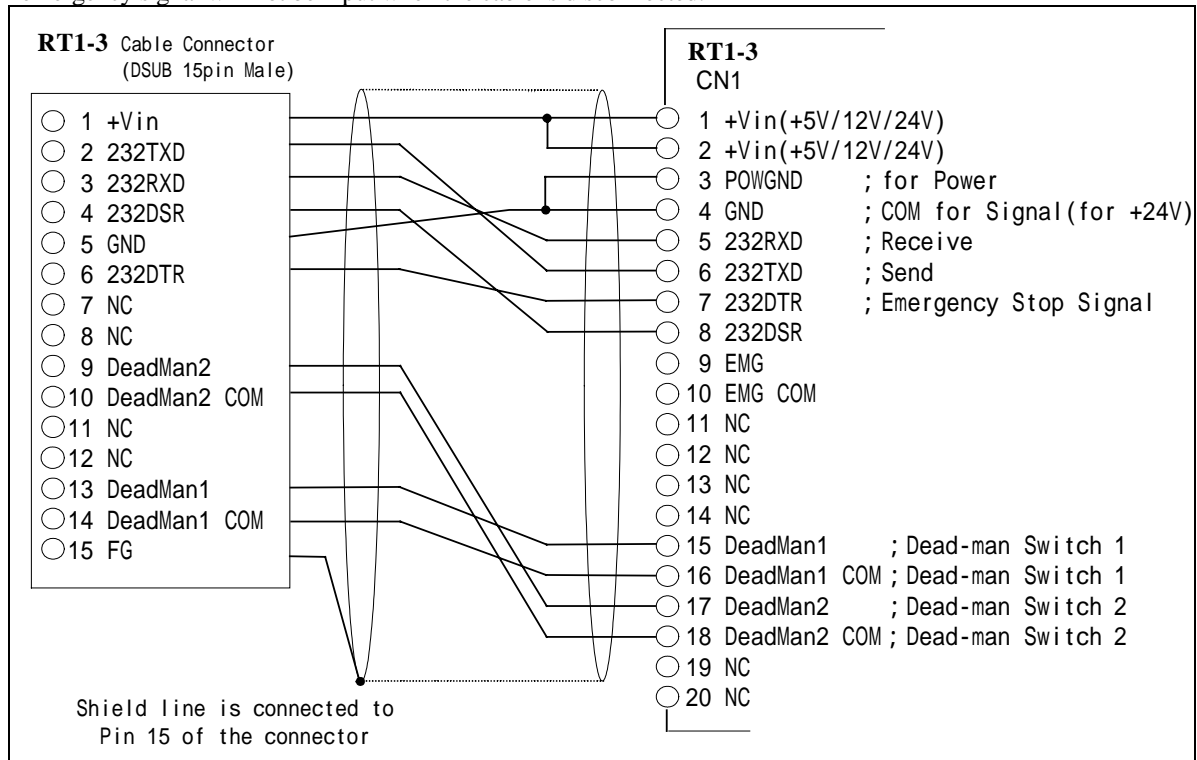 RT1-3 Cable Connector
(DSUB 15pin Male)
1 +Vin
2 232TXD
3 232RXD
4 232DSR
5 GND
6 232DTR
7 NC
8 NC
9 DeadMan2
10 DeadMan2 COM
11 NC
12 NC
13 DeadMan1
14 DeadMan1 COM
15 FG
Shield line is connected to
Pin 15 of the connector
RT1-3
CN1
1 +Vin(+5V/12V/24V)
2 +Vin(+5V/12V/24V)
3 POWGND ; for Power
4 GND ; COM for Signal(for +24V)
5 232RXD ; Receive
6 232TXD ; Send
7 232DTR ; Emergency Stop Signal
8 232DSR
9 EMG
10 EMG COM
11 NC
12 NC
13 NC
14 NC
15 DeadMan1 ; Dead-man Switch 1
16 DeadMan1 COM ; Dead-man Switch 1
17 DeadMan2 ; Dead-man Switch 2
18 DeadMan2 COM ; Dead-man Switch 2
19 NC
20 NC